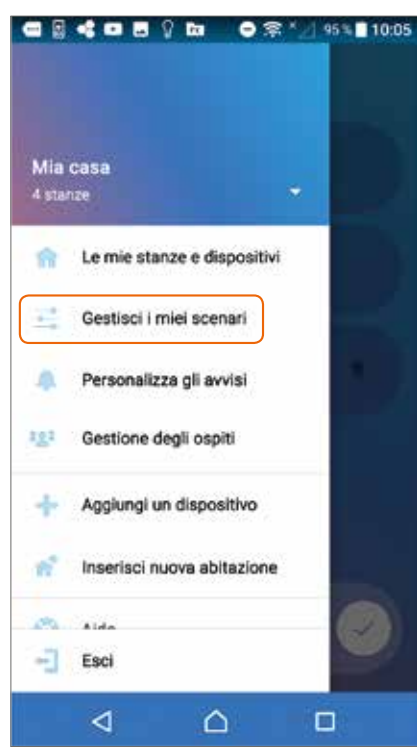 95 % 10:05
Mia casa
4 stanze
Le mie stanze e dispositivi
Gestisci i miei scenari
Personalizza gli avvisi
Gestione degli ospiti
Aggiungi un dispositivo
Inserisci nuova abitazione
Esci